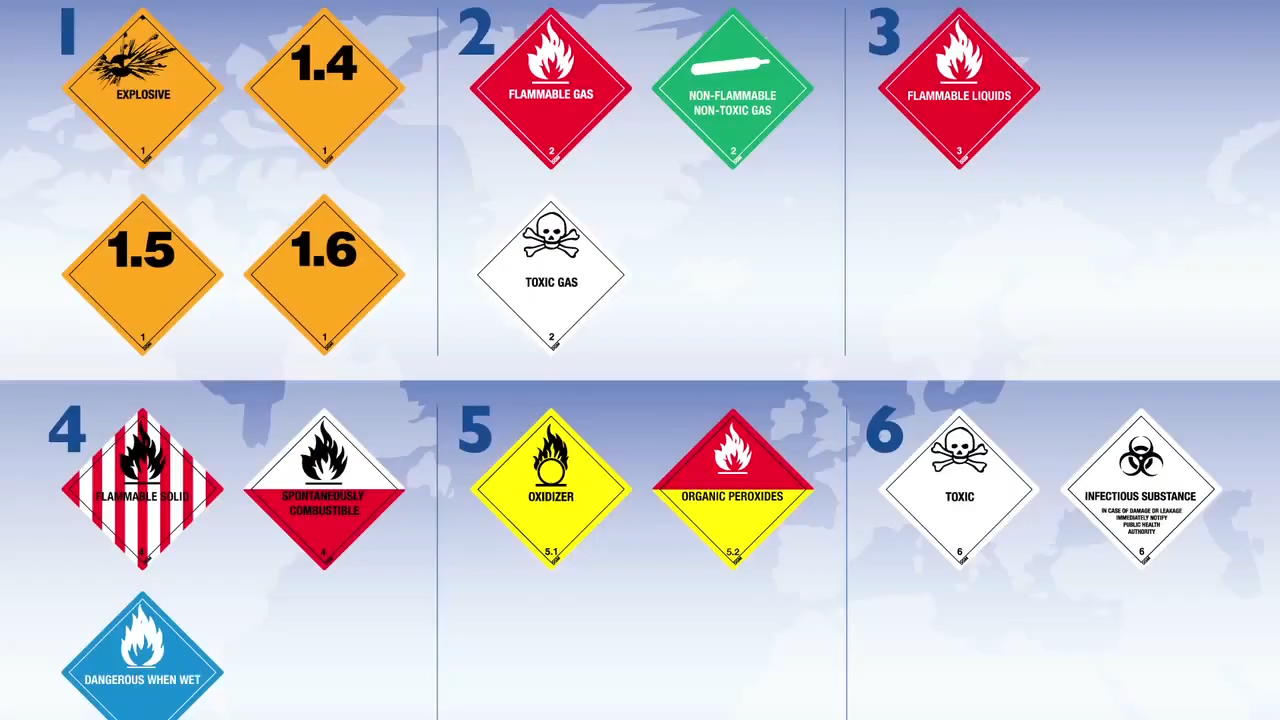 1
EXPLOSIVE
1
1.4
1
1.5
1
1.6
1
2
FLAMMABLE GAS
2
NON-FLAMMABLE
NON-TOXIC GAS
2
TOXIC GAS
2
3
FLAMMABLE LIQUIDS
3
4
FLAMMABLE SOLID
4
SPONTANEOUSLY
COMBUSTIBLE
4
DANGEROUS WHEN WET
5
OXIDIZER
5.1
ORGANIC PEROXIDES
5.2
6
TOXIC
6
INFECTIOUS SUBSTANCE
IN CASE OF DAMAGE OR LEAKAGE
IMMEDIATELY NOTIFY
PUBLIC HEALTH
AUTHORITY
6